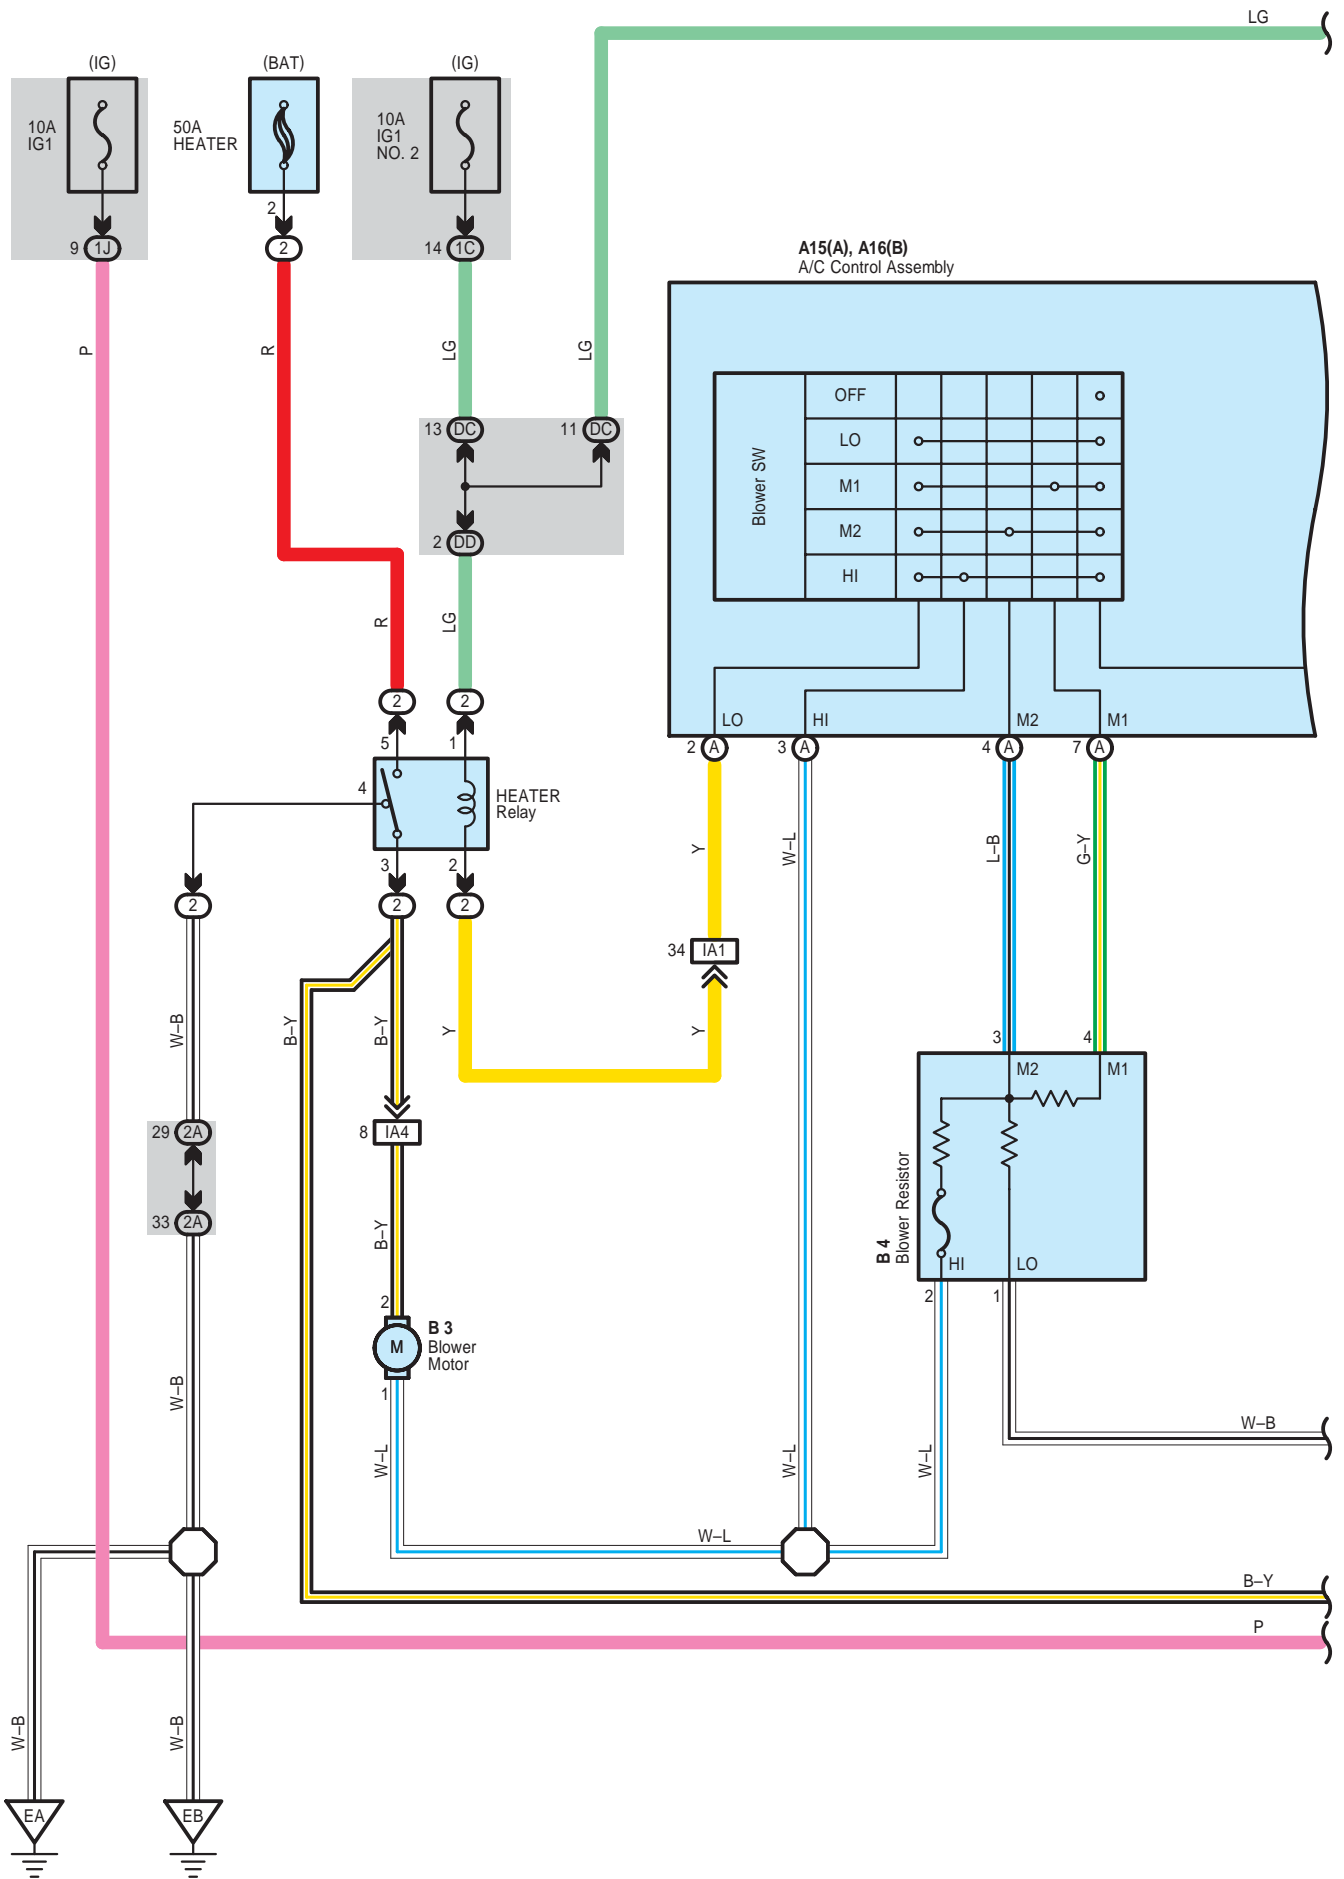 LG
(IG)
(BAT)
(IG)
10A
IG1
50A
HEATER
10A
IG1
NO. 2
2
9 1J
2
14 1C
A15(A), A16(B)
A/C Control Assembly
P
R
LG
LG
Blower SW
OFF
LO
M1
M2
HI
13 DC
11 DC
2 DD
R
LG
2
2
5
1
LO
HI
M2
M1
2 A
3 A
4 A
7 A
4
HEATER
Relay
3
2
Y
W–L
L–B
G–Y
2
2
2
34 IA1
W–B
B–Y
B–Y
Y
Y
3
4
M2
M1
29 2A
8 IA4
33 2A
B–Y
B 4
Blower Resistor
HI
LO
2
1
2
M
B 3
Blower
Motor
1
W–B
W–L
W–L
W–L
W–B
W–L
B–Y
P
W–B
W–B
EA
EB